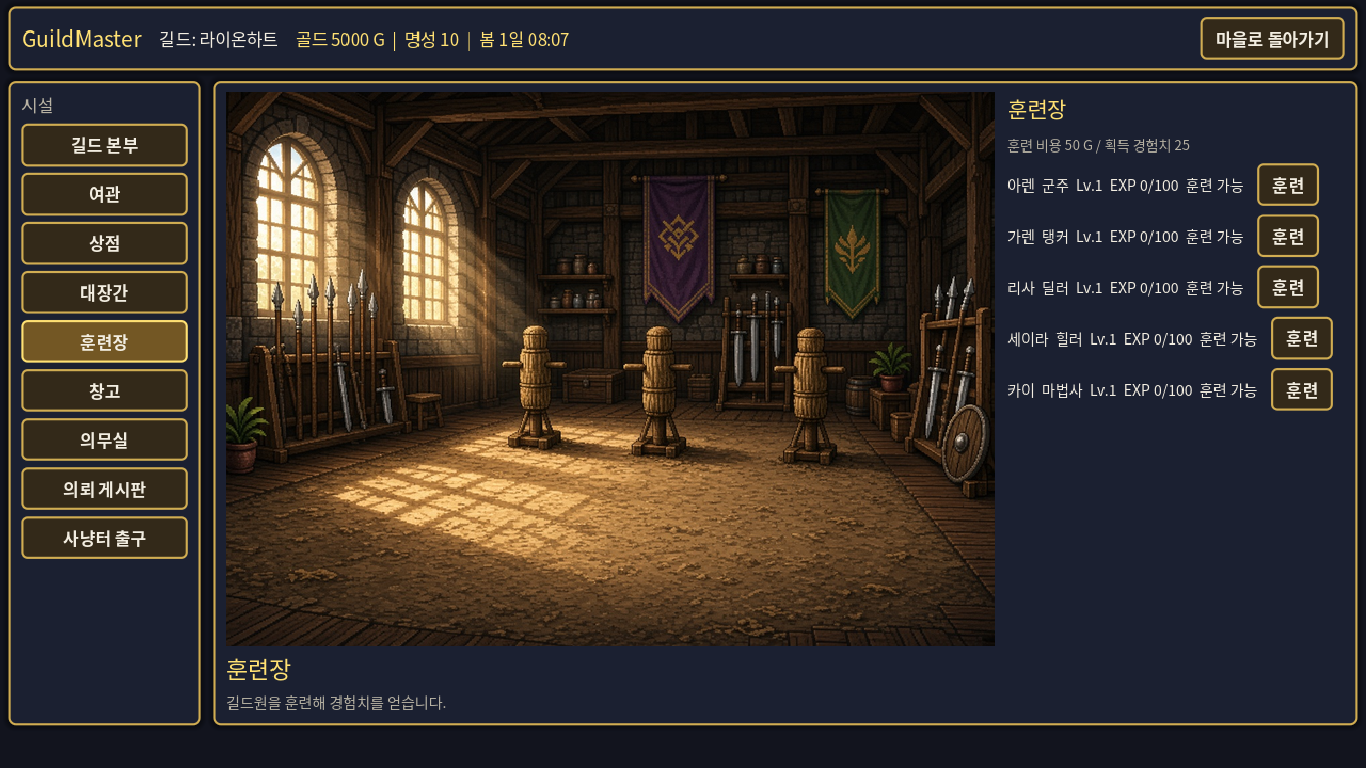 GuildMaster 길드: 라이온하트 골드 5000 G | 명성 10 | 봄 1일 08:07 마을로 돌아가기
시설
길드 본부
여관
상점
대장간
훈련장
창고
의무실
의뢰 게시판
사냥터 출구
훈련장
훈련 비용 50 G / 획득 경험치 25
아렌 군주 Lv.1 EXP 0/100 훈련 가능 훈련
가렌 탱커 Lv.1 EXP 0/100 훈련 가능 훈련
리사 딜러 Lv.1 EXP 0/100 훈련 가능 훈련
세이라 힐러 Lv.1 EXP 0/100 훈련 가능 훈련
카이 마법사 Lv.1 EXP 0/100 훈련 가능 훈련
훈련장
길드원을 훈련해 경험치를 얻습니다.